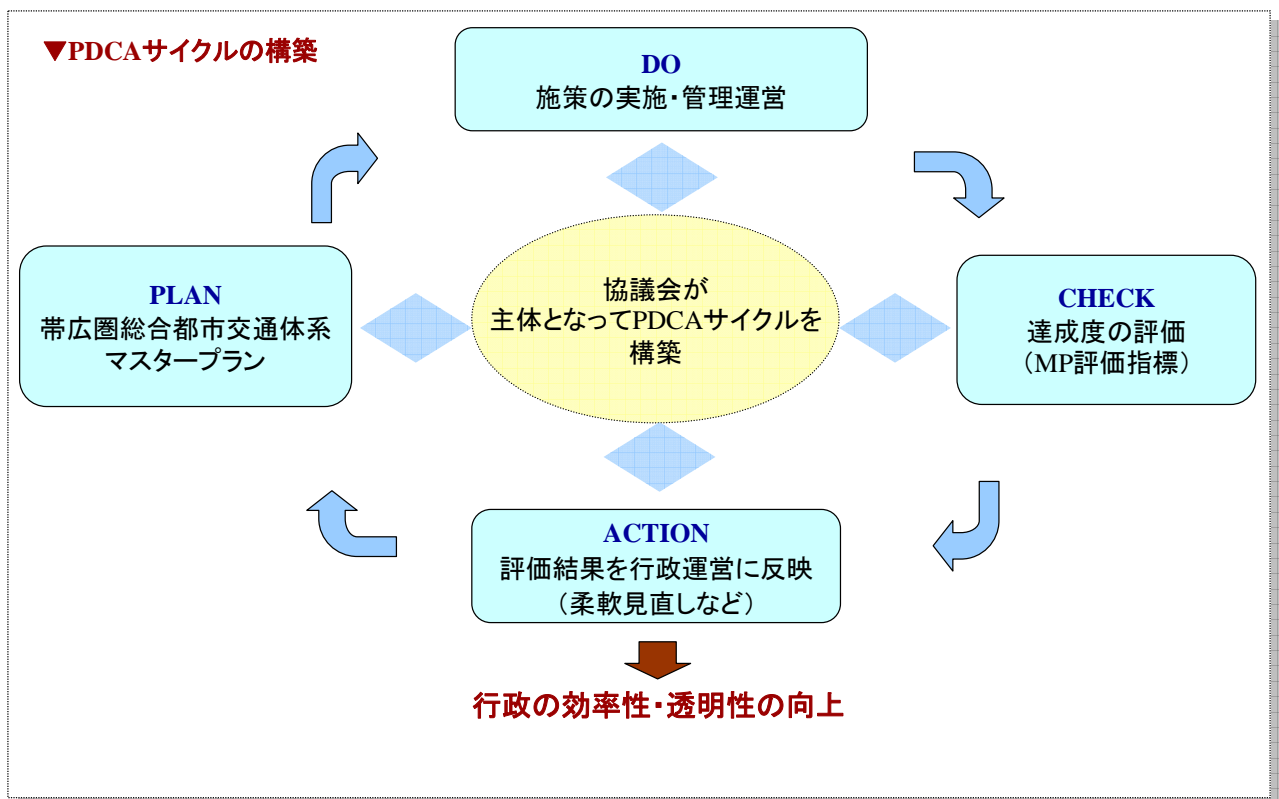 ▼PDCAサイクルの構築
DO
施策の実施・管理運営
PLAN
帯広圏総合都市交通体系
マスタープラン
協議会が
主体となってPDCAサイクルを
構築
CHECK
達成度の評価
（MP評価指標）
ACTION
評価結果を行政運営に反映
（柔軟見直しなど）
行政の効率性・透明性の向上